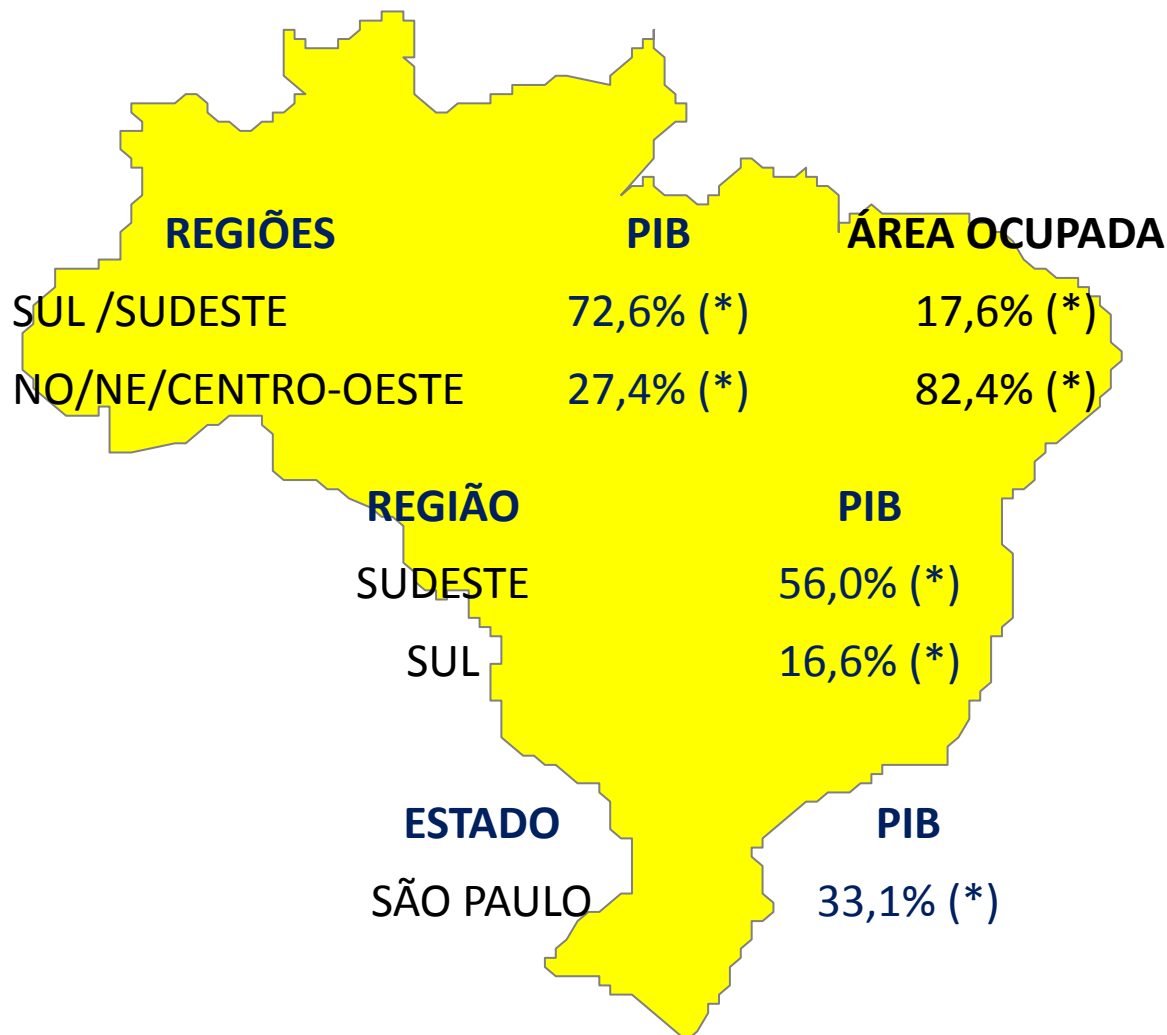 REGIÕES PIB ÁREA OCUPADA
SUL /SUDESTE 72,6% (*) 17,6% (*)
NO/NE/CENTRO-OESTE 27,4% (*) 82,4% (*)
REGIÃO PIB
SUDESTE 56,0% (*)
SUL 16,6% (*)
ESTADO PIB
SÃO PAULO 33,1% (*)